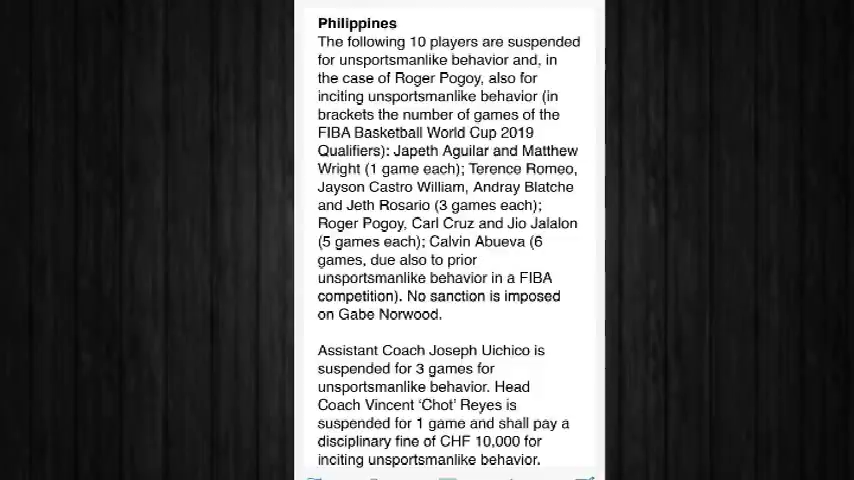 Philippines
The following 10 players are suspended
for unsportsmanlike behavior and, in
the case of Roger Pogoy, also for
inciting unsportsmanlike behavior (in
brackets the number of games of the
FIBA Basketball World Cup 2019
Qualifiers): Japeth Aguilar and Matthew
Wright (1 game each); Terence Romeo,
Jayson Castro William, Andray Blatche
and Jeth Rosario (3 games each);
Roger Pogoy, Carl Cruz and Jio Jalalon
(5 games each); Calvin Abueva (6
games, due also to prior
unsportsmanlike behavior in a FIBA
competition). No sanction is imposed
on Gabe Norwood.
Assistant Coach Joseph Uichico is
suspended for 3 games for
unsportsmanlike behavior. Head
Coach Vincent 'Chot' Reyes is
suspended for 1 game and shall pay a
disciplinary fine of CHF 10,000 for
inciting unsportsmanlike behavior.